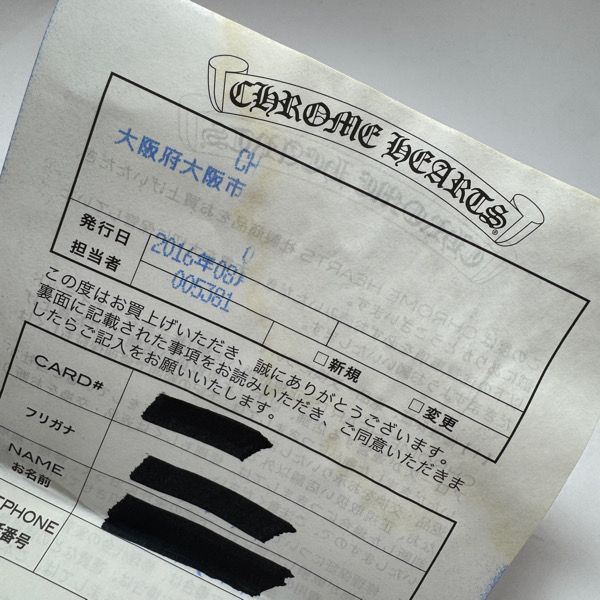 CHROME HEARTS
CH
大阪府大阪市
発行日 2016年08
担当者 005381
□新規 □変更
この度はお買上げいただき、誠にありがとうございます。
裏面に記載された事項をお読みいただき、ご同意いただきま
したらご記入をお願いいたします。
CARD#
フリガナ
NAME
お名前
PHONE
番号